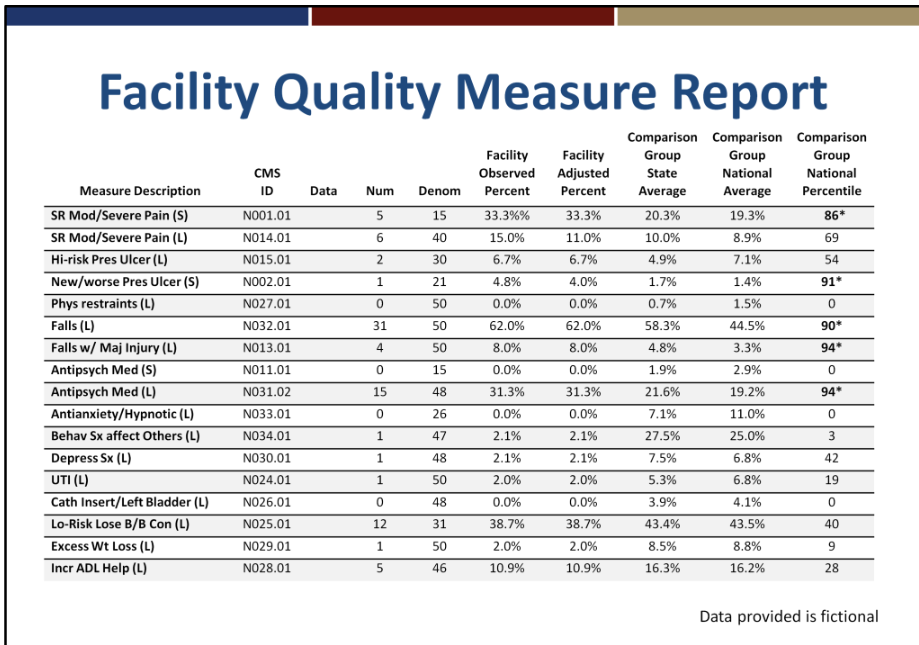 Facility Quality Measure Report
Measure Description CMS ID Data Num Denom Facility Observed Percent Facility Adjusted Percent Comparison Group State Average Comparison Group National Average Comparison Group National Percentile
SR Mod/Severe Pain (S) N001.01 5 15 33.3%% 33.3% 20.3% 19.3% 86*
SR Mod/Severe Pain (L) N014.01 6 40 15.0% 11.0% 10.0% 8.9% 69
Hi-risk Pres Ulcer (L) N015.01 2 30 6.7% 6.7% 4.9% 7.1% 54
New/worse Pres Ulcer (S) N002.01 1 21 4.8% 4.0% 1.7% 1.4% 91*
Phys restraints (L) N027.01 0 50 0.0% 0.0% 0.7% 1.5% 0
Falls (L) N032.01 31 50 62.0% 62.0% 58.3% 44.5% 90*
Falls w/ Maj Injury (L) N013.01 4 50 8.0% 8.0% 4.8% 3.3% 94*
Antipsych Med (S) N011.01 0 15 0.0% 0.0% 1.9% 2.9% 0
Antipsych Med (L) N031.02 15 48 31.3% 31.3% 21.6% 19.2% 94*
Antianxiety/Hypnotic (L) N033.01 0 26 0.0% 0.0% 7.1% 11.0% 0
Behav Sx affect Others (L) N034.01 1 47 2.1% 2.1% 27.5% 25.0% 3
Depress Sx (L) N030.01 1 48 2.1% 2.1% 7.5% 6.8% 42
UTI (L) N024.01 1 50 2.0% 2.0% 5.3% 6.8% 19
Cath Insert/Left Bladder (L) N026.01 0 48 0.0% 0.0% 3.9% 4.1% 0
Lo-Risk Lose B/B Con (L) N025.01 12 31 38.7% 38.7% 43.4% 43.5% 40
Excess Wt Loss (L) N029.01 1 50 2.0% 2.0% 8.5% 8.8% 9
Incr ADL Help (L) N028.01 5 46 10.9% 10.9% 16.3% 16.2% 28
Data provided is fictional